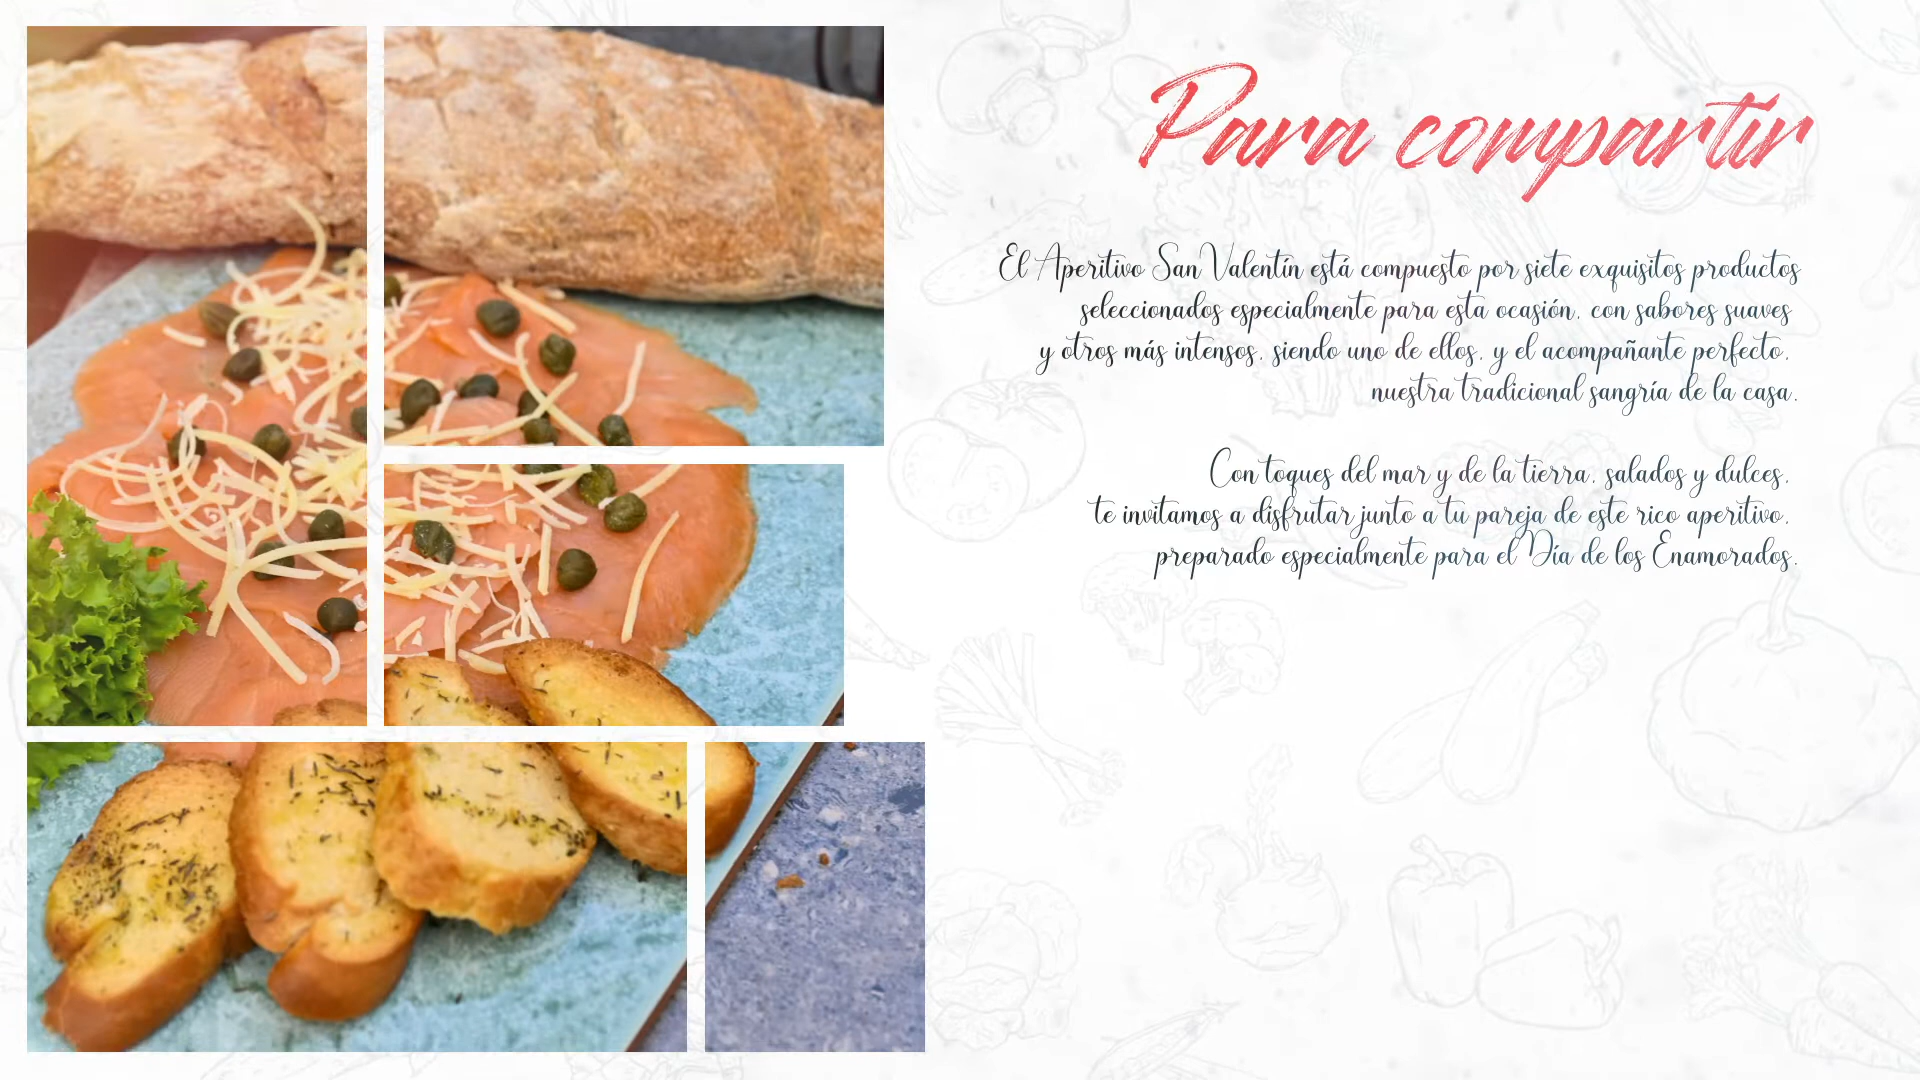 Para compartir
El Aperitivo San Valentín está compuesto por siete exquisitos productos
seleccionados especialmente para esta ocasión, con sabores suaves
y otros más intensos, siendo uno de ellos, y el acompañante perfecto,
nuestra tradicional sangría de la casa.
Con toques del mar y de la tierra, salados y dulces,
te invitamos a disfrutar junto a tu pareja de este rico aperitivo,
preparado especialmente para el Día de los Enamorados.